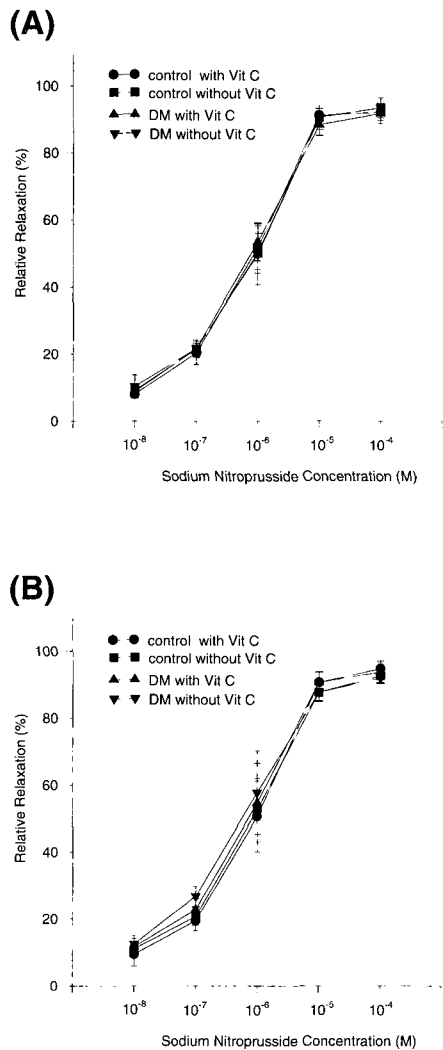 (A)
control with Vit C
control without Vit C
DM with Vit C
DM without Vit C
Relative Relaxation (%)
100
80
60
40
20
0
10⁻⁸ 10⁻⁷ 10⁻⁶ 10⁻⁵ 10⁻⁴
Sodium Nitroprusside Concentration (M)
(B)
control with Vit C
control without Vit C
DM with Vit C
DM without Vit C
Relative Relaxation (%)
100
80
60
40
20
0
10⁻⁸ 10⁻⁷ 10⁻⁶ 10⁻⁵ 10⁻⁴
Sodium Nitroprusside Concentration (M)